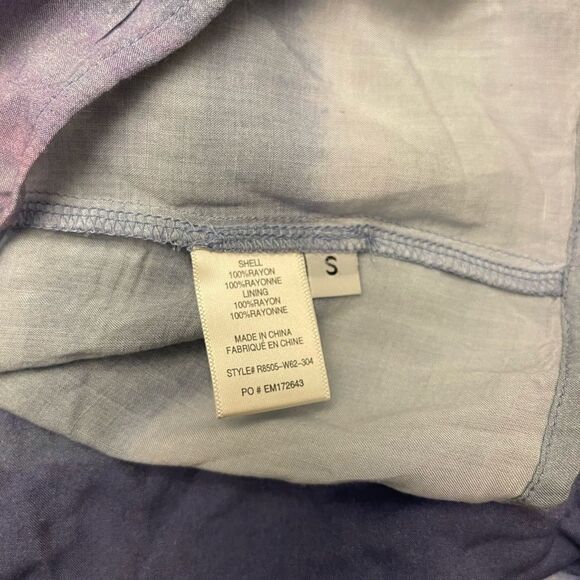 SHELL
100%RAYON
100%RAYONNE
LINING
100%RAYON
100%RAYONNE
MADE IN CHINA
FABRIQUÉ EN CHINE
STYLE# R8505-W62-304
PO # EM172643
S